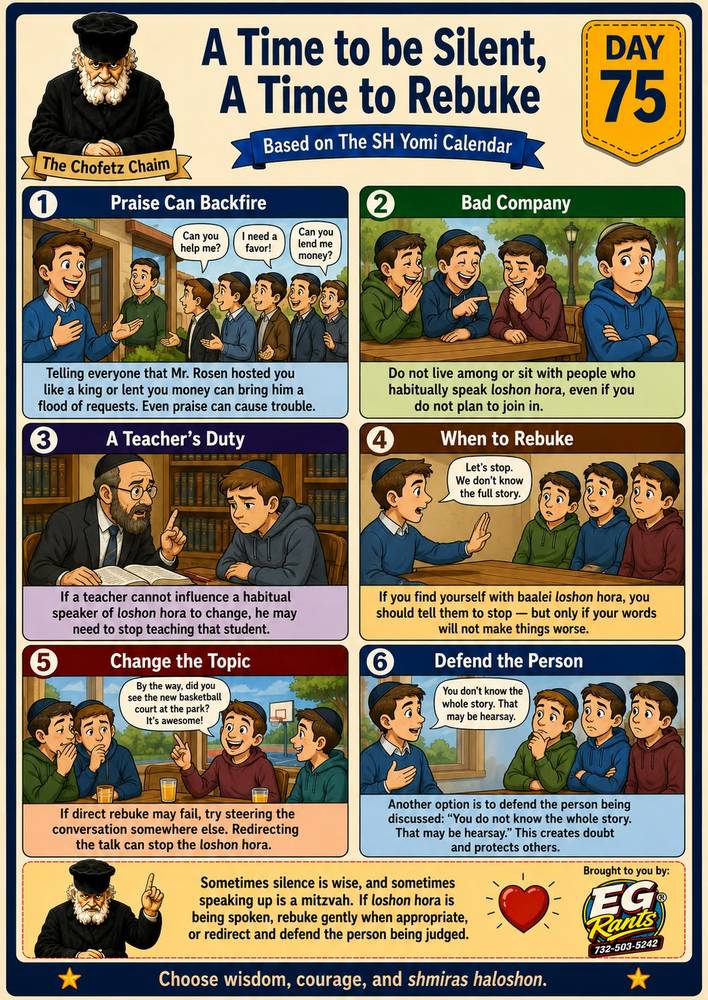 A Time to be Silent,
A Time to Rebuke
DAY
75
Based on The SH Yomi Calendar
The Chofetz Chaim
1 Praise Can Backfire
Can you
help me?
I need a
favor!
Can you
lend me
money?
Telling everyone that Mr. Rosen hosted you
like a king or lent you money can bring him a
flood of requests. Even praise can cause trouble.
2 Bad Company
Do not live among or sit with people who
habitually speak loshon hora, even if you
do not plan to join in.
3 A Teacher's Duty
If a teacher cannot influence a habitual
speaker of loshon hora to change, he may
need to stop teaching that student.
4 When to Rebuke
Let's stop.
We don't know
the full story.
If you find yourself with baalei loshon hora, you
should tell them to stop — but only if your words
will not make things worse.
5 Change the Topic
By the way, did you
see the new basketball
court at the park?
It's awesome!
If direct rebuke may fail, try steering the
conversation somewhere else. Redirecting
the talk can stop the loshon hora.
6 Defend the Person
You don't know the
whole story. That
may be hearsay.
Another option is to defend the person being
discussed: "You do not know the whole story.
That may be hearsay." This creates doubt
and protects others.
Sometimes silence is wise, and sometimes
speaking up is a mitzvah. If loshon hora is
being spoken, rebuke gently when appropriate,
or redirect and defend the person being judged.
Brought to you by:
EG®
Rants
732-503-5242
Choose wisdom, courage, and shmiras haloshon.